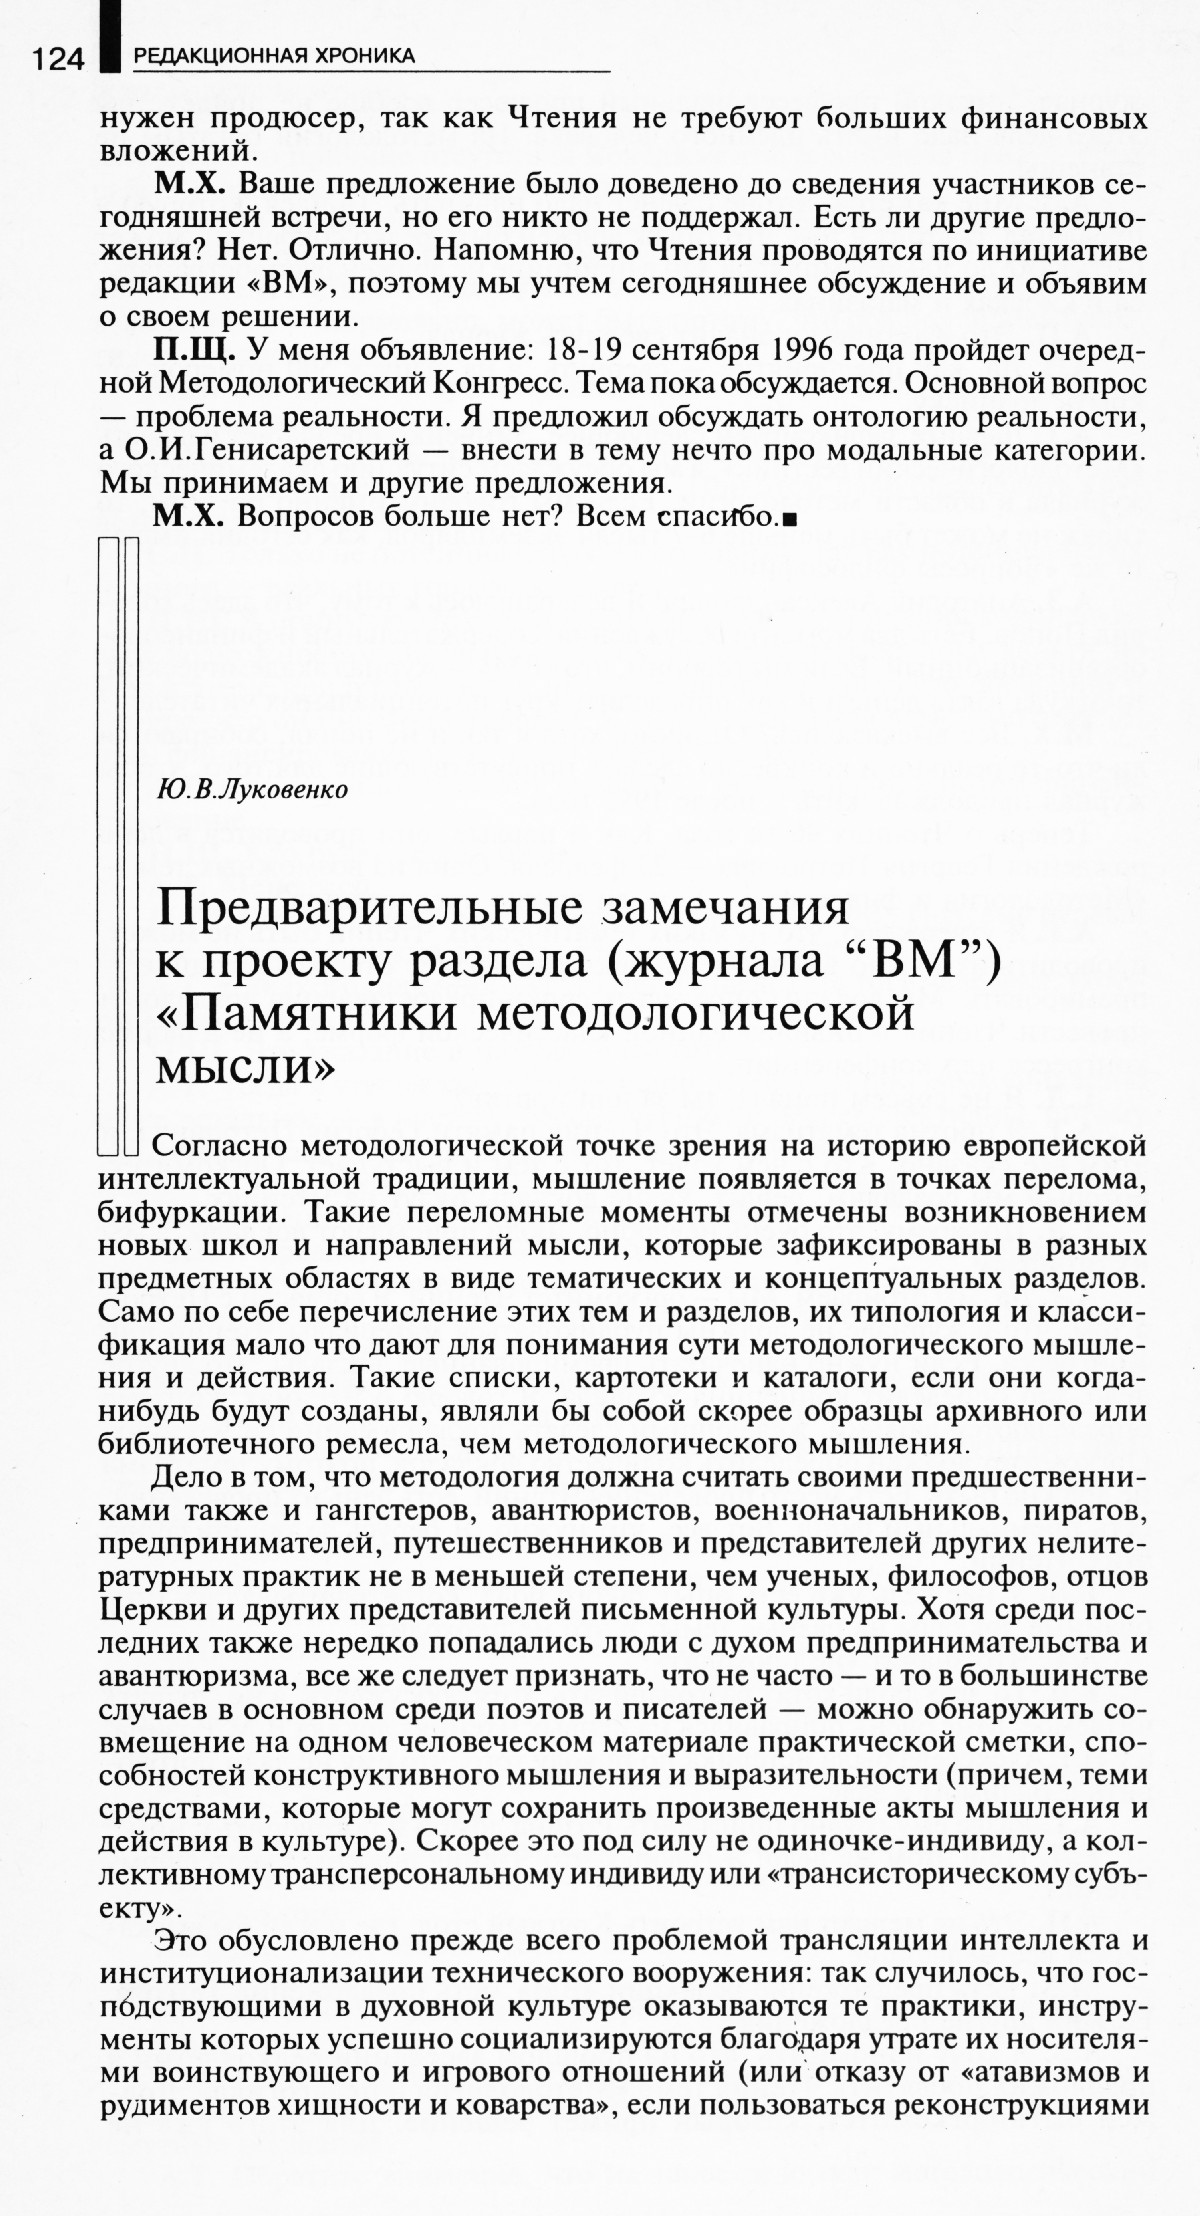 124
РЕДАКЦИОННАЯ ХРОНИКА
нужен продюсер, так как Чтения не требуют больших финансовых
вложений.
М.Х. Ваше предложение было доведено до сведения участников се-
годняшней встречи, но его никто не поддержал. Есть ли другие предло-
жения? Нет. Отлично. Напомню, что Чтения проводятся по инициативе
редакции «ВМ», поэтому мы учтем сегодняшнее обсуждение и объявим
о своем решении.
П.Щ. У меня объявление: 18-19 сентября 1996 года пройдет очеред-
ной Методологический Конгресс. Тема пока обсуждается. Основной вопрос
— проблема реальности. Я предложил обсуждать онтологию реальности,
а О.И.Генисаретский — внести в тему нечто про модальные категории.
Мы принимаем и другие предложения.
М.Х. Вопросов больше нет? Всем спасибо.■
Ю.В.Луковенко
Предварительные замечания
к проекту раздела (журнала “ВМ”)
«Памятники методологической
мысли»
Согласно методологической точке зрения на историю европейской
интеллектуальной традиции, мышление появляется в точках перелома,
бифуркации. Такие переломные моменты отмечены возникновением
новых школ и направлений мысли, которые зафиксированы в разных
предметных областях в виде тематических и концептуальных разделов.
Само по себе перечисление этих тем и разделов, их типология и класси-
фикация мало что дают для понимания сути методологического мышле-
ния и действия. Такие списки, картотеки и каталоги, если они когда-
нибудь будут созданы, являли бы собой скорее образцы архивного или
библиотечного ремесла, чем методологического мышления.
Дело в том, что методология должна считать своими предшественни-
ками также и гангстеров, авантюристов, военноначальников, пиратов,
предпринимателей, путешественников и представителей других нелите-
ратурных практик не в меньшей степени, чем ученых, философов, отцов
Церкви и других представителей письменной культуры. Хотя среди пос-
ледних также нередко попадались люди с духом предпринимательства и
авантюризма, все же следует признать, что не часто — и то в большинстве
случаев в основном среди поэтов и писателей — можно обнаружить со-
вмещение на одном человеческом материале практической сметки, спо-
собностей конструктивного мышления и выразительности (причем, теми
средствами, которые могут сохранить произведенные акты мышления и
действия в культуре). Скорее это под силу не одиночке-индивиду, а кол-
лективному трансперсональному индивиду или «трансисторическому субъ-
екту».
Это обусловлено прежде всего проблемой трансляции интеллекта и
институционализации технического вооружения: так случилось, что гос-
подствующими в духовной культуре оказываются те практики, инстру-
менты которых успешно социализируются благодаря утрате их носителя-
ми воинствующего и игрового отношений (или отказу от «атавизмов и
рудиментов хищности и коварства», если пользоваться реконструкциями